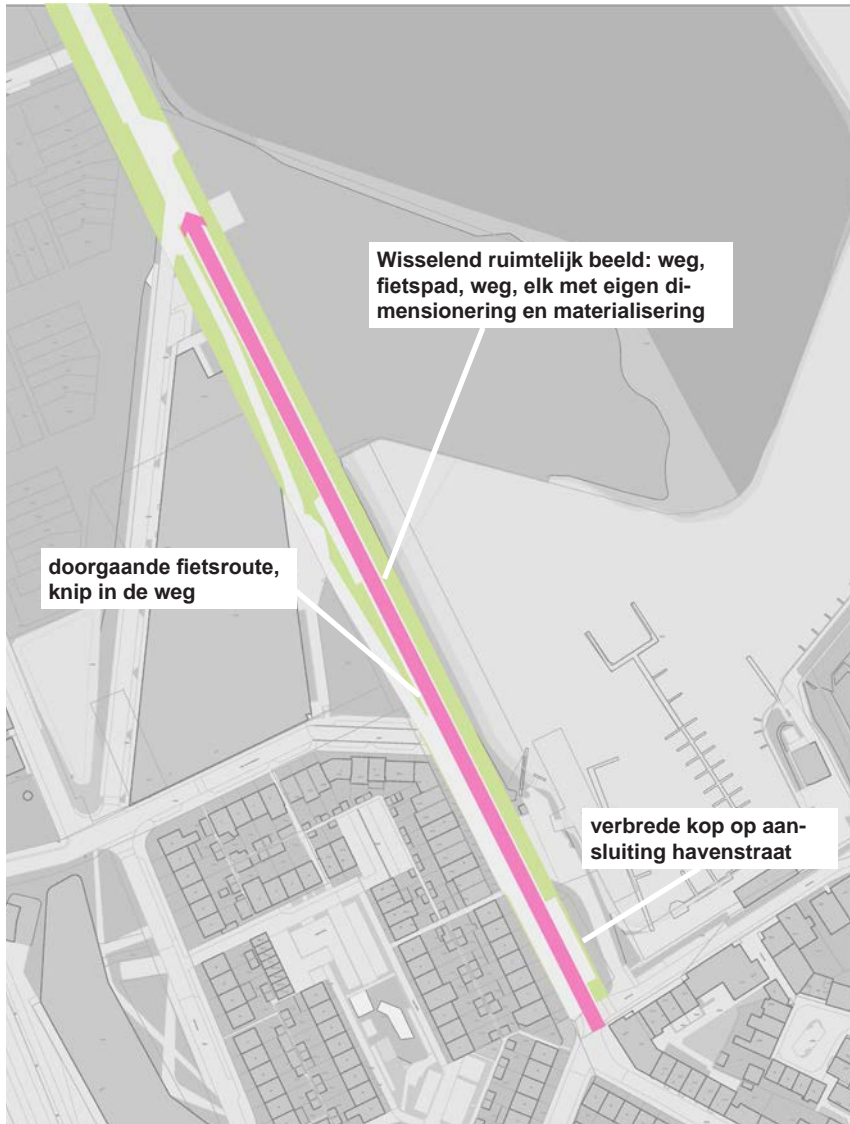 Wisselend ruimtelijk beeld: weg,
fietspad, weg, elk met eigen di-
mensionering en materialisering
doorgaande fietsroute,
knip in de weg
verbrede kop op aan-
sluiting havenstraat